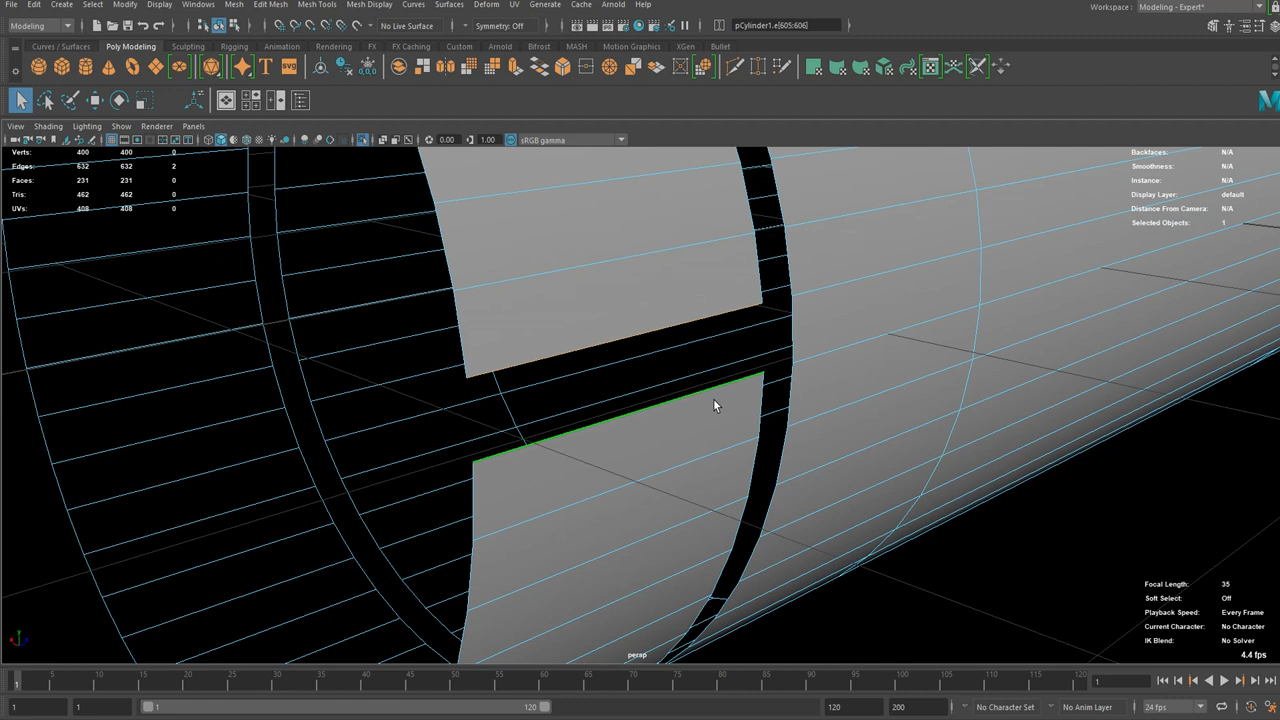 File Edit Create Select Modify Display Windows Mesh Edit Mesh Mesh Tools Mesh Display Curves Surfaces Deform UV Generate Cache Arnold Help
Workspace: Modeling - Expert*
Modeling No Live Surface Symmetry: Off pCylinder1.e[605:606]
Curves / Surfaces Poly Modeling Sculpting Rigging Animation Rendering FX FX Caching Custom Arnold Bifrost MASH Motion Graphics XGen Bullet
SVG
View Shading Lighting Show Renderer Panels
0.00 1.00 sRGB gamma
Verts: 400 400 0
Edges: 632 632 2
Faces: 231 231 0
Tris: 462 462 0
UVs: 408 408 0
Backfaces: N/A
Smoothness: N/A
Instance: N/A
Display Layer: default
Distance From Camera: N/A
Selected Objects: 1
Focal Length: 35
Soft Select: Off
Playback Speed: Every Frame
Current Character: No Character
IK Blend: No Solver
4.4 fps
persp
5 10 15 20 25 30 35 40 45 50 55 60 65 70 75 80 85 90 95 100 105 110 115 120
1
1
1 1 1 120 120 200 No Character Set No Anim Layer 24 fps